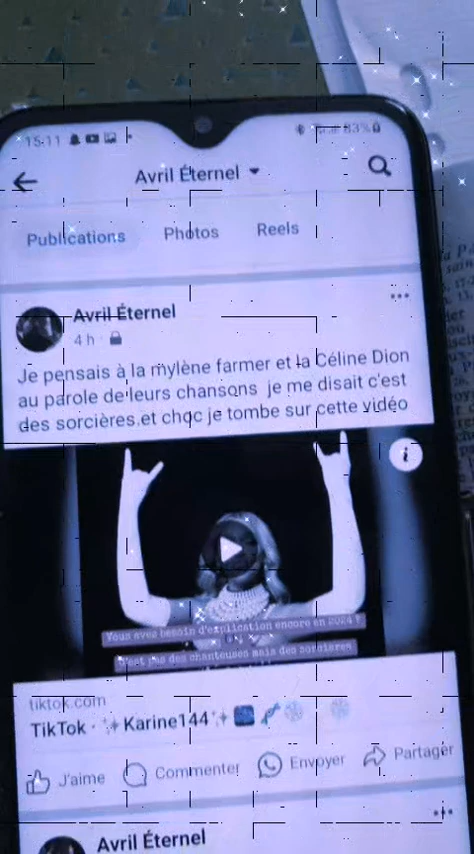 15:11 83%
Avril Éternel
Publications Photos Reels
Avril Éternel
4 h
Je pensais à la mylène farmer et la Céline Dion
au parole de leurs chansons je me disait c'est
des sorcières.et choc je tombe sur cette vidéo
Vous avez besoin d'explication encore en 2024 ?
C'est pas des chanteuses mais des sorcières
tiktok.com
TikTok · Karine144
J'aime Commenter Envoyer Partager
Avril Éternel